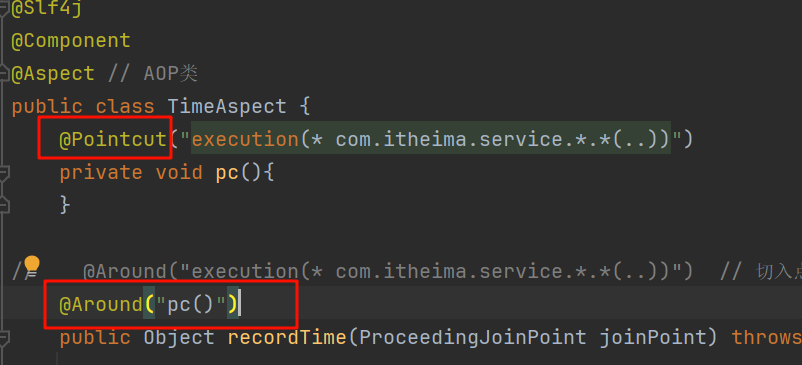 @Slf4j
@Component
@Aspect // AOP类
public class TimeAspect {
@Pointcut("execution(* com.itheima.service.*.*(..))")
private void pc(){
}
// @Around("execution(* com.itheima.service.*.*(..))") // 切入点
@Around("pc()")
public Object recordTime(ProceedingJoinPoint joinPoint) throws